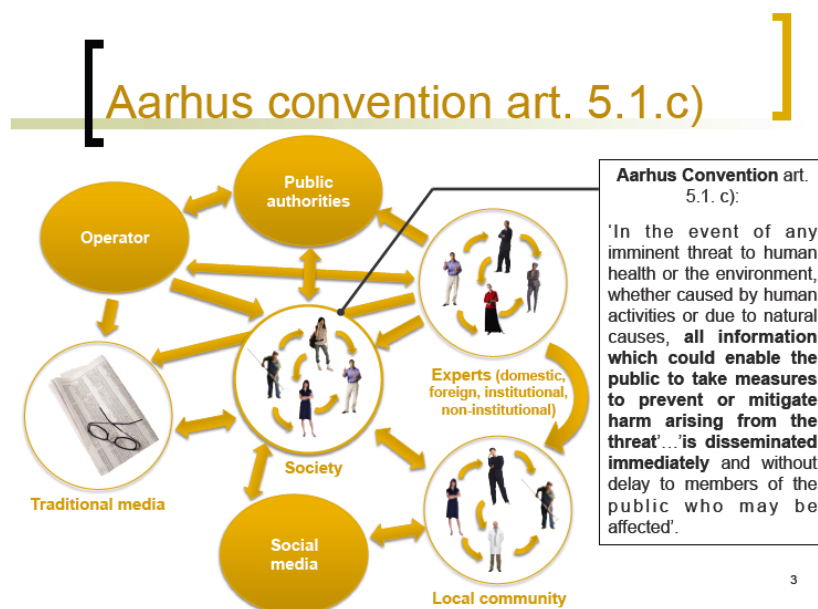 Aarhus convention art. 5.1.c)
Public
authorities
Operator
Experts (domestic,
foreign, institutional,
non-institutional)
Society
Traditional media
Social
media
Local community
Aarhus Convention art.
5.1. c):
‘In the event of any
imminent threat to human
health or the environment,
whether caused by human
activities or due to natural
causes, all information
which could enable the
public to take measures
to prevent or mitigate
harm arising from the
threat’…’is disseminated
immediately and without
delay to members of the
public who may be
affected’.
3